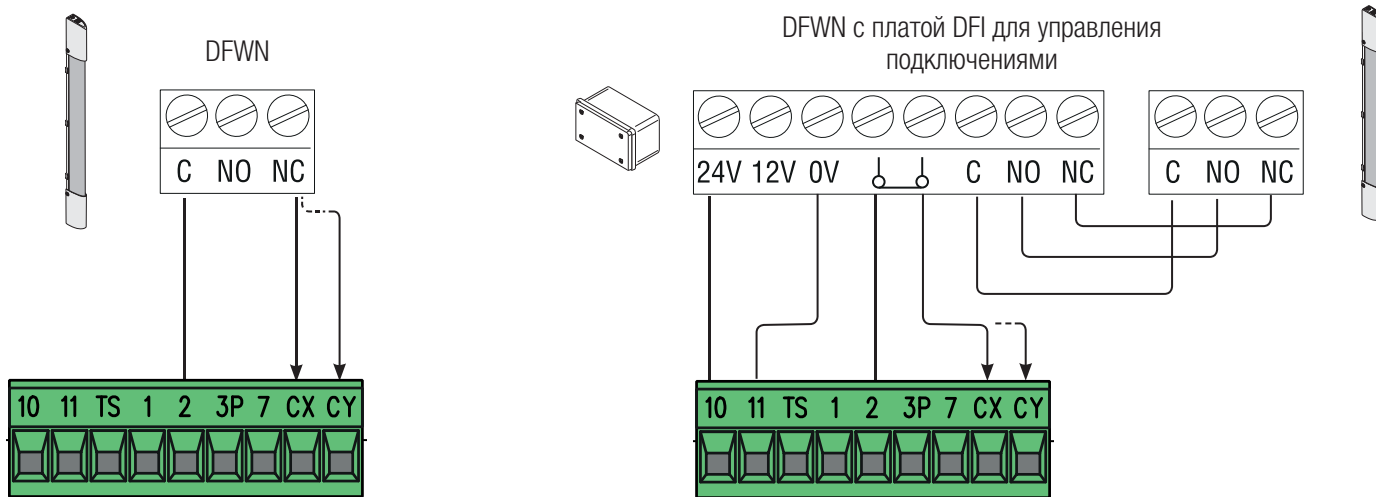 DFWN
C NO NC
10 11 TS 1 2 3P 7 CX CY
DFWN с платой DFI для управления
подключениями
24V 12V 0V C NO NC
C NO NC
10 11 TS 1 2 3P 7 CX CY